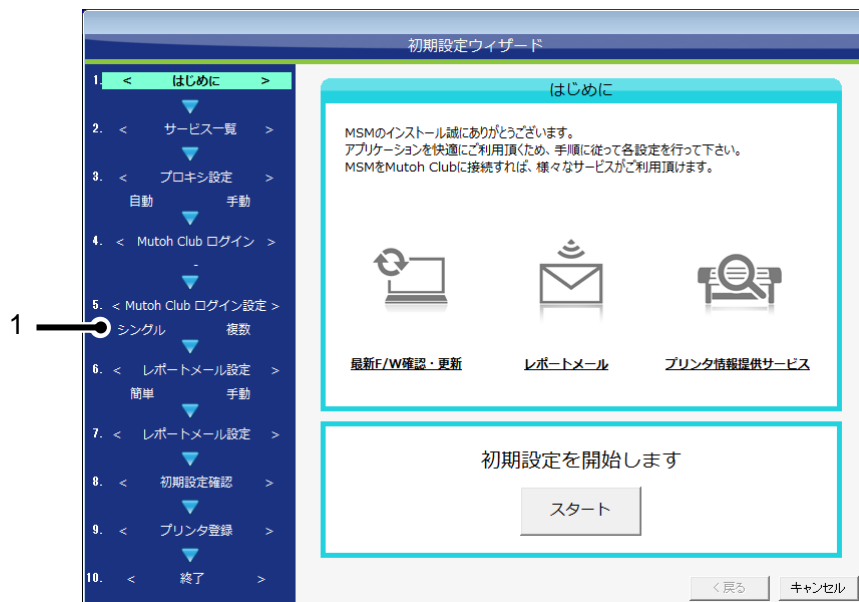 初期設定ウィザード
1. < はじめに >
2. < サービス一覧 >
3. < プロキシ設定 >
自動 手動
4. < Mutoh Club ログイン >
-
5. < Mutoh Club ログイン設定 >
シングル 複数
6. < レポートメール設定 >
簡単 手動
7. < レポートメール設定 >
8. < 初期設定確認 >
9. < プリンタ登録 >
10. < 終了 >
1
はじめに
MSMのインストール誠にありがとうございます。
アプリケーションを快適にご利用頂くため、手順に従って各設定を行って下さい。
MSMをMutoh Clubに接続すれば、様々なサービスがご利用頂けます。
最新F/W確認・更新
レポートメール
プリンタ情報提供サービス
初期設定を開始します
スタート
<戻る
キャンセル